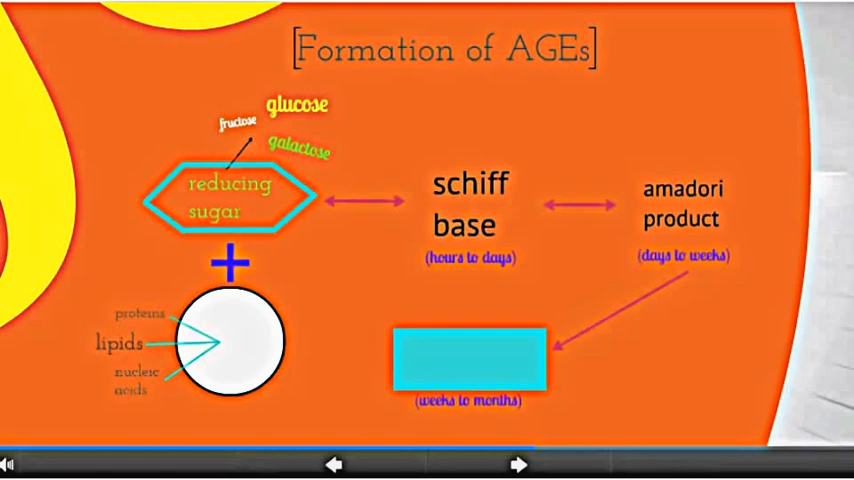 [Formation of AGEs]
fructose
glucose
galactose
reducing
sugar
schiff
base
(hours to days)
amadori
product
(days to weeks)
+
proteins
lipids
nucleic
acids
(weeks to months)